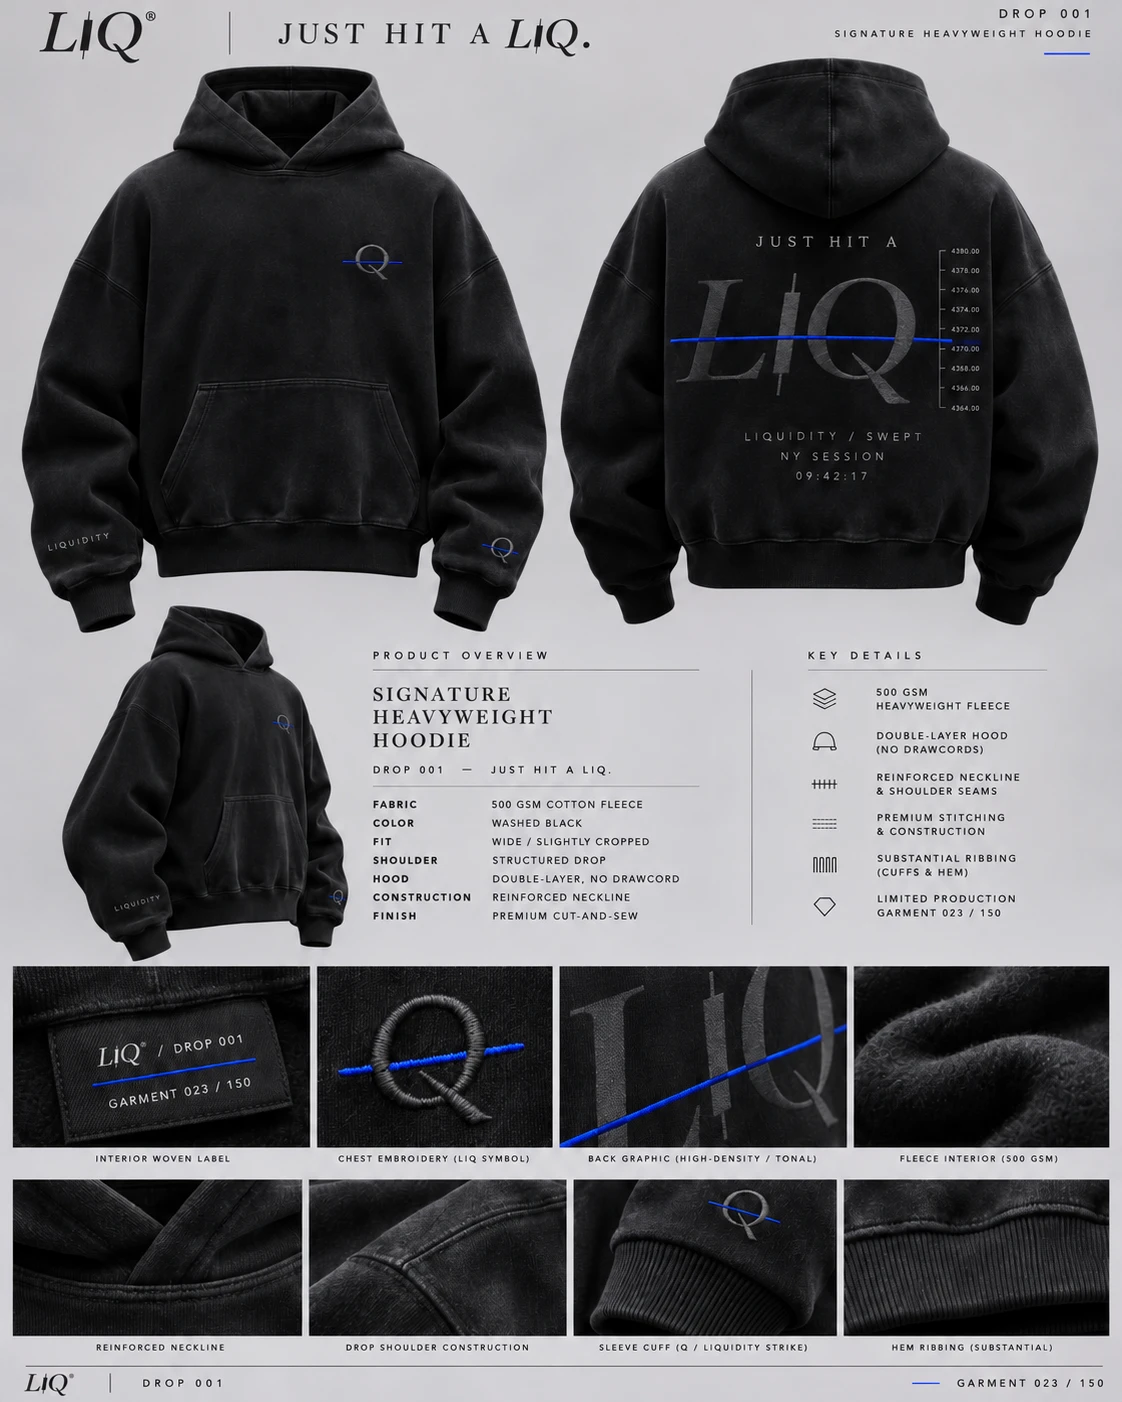 LIQ®
JUST HIT A LIQ.
DROP 001
SIGNATURE HEAVYWEIGHT HOODIE
Q
LIQUIDITY
Q
JUST HIT A
LIQ
4380.00
4378.00
4376.00
4374.00
4372.00
4370.00
4368.00
4366.00
4364.00
LIQUIDITY / SWEPT
NY SESSION
09:42:17
Q
LIQUIDITY
Q
PRODUCT OVERVIEW
SIGNATURE
HEAVYWEIGHT
HOODIE
DROP 001 — JUST HIT A LIQ.
FABRIC 500 GSM COTTON FLEECE
COLOR WASHED BLACK
FIT WIDE / SLIGHTLY CROPPED
SHOULDER STRUCTURED DROP
HOOD DOUBLE-LAYER, NO DRAWCORD
CONSTRUCTION REINFORCED NECKLINE
FINISH PREMIUM CUT-AND-SEW
KEY DETAILS
500 GSM
HEAVYWEIGHT FLEECE
DOUBLE-LAYER HOOD
(NO DRAWCORDS)
REINFORCED NECKLINE
& SHOULDER SEAMS
PREMIUM STITCHING
& CONSTRUCTION
SUBSTANTIAL RIBBING
(CUFFS & HEM)
LIMITED PRODUCTION
GARMENT 023 / 150
LIQ® / DROP 001
GARMENT 023 / 150
INTERIOR WOVEN LABEL
Q
CHEST EMBROIDERY (LIQ SYMBOL)
LIQ
BACK GRAPHIC (HIGH-DENSITY / TONAL)
FLEECE INTERIOR (500 GSM)
REINFORCED NECKLINE
DROP SHOULDER CONSTRUCTION
Q
SLEEVE CUFF (Q / LIQUIDITY STRIKE)
HEM RIBBING (SUBSTANTIAL)
LIQ®
DROP 001
GARMENT 023 / 150